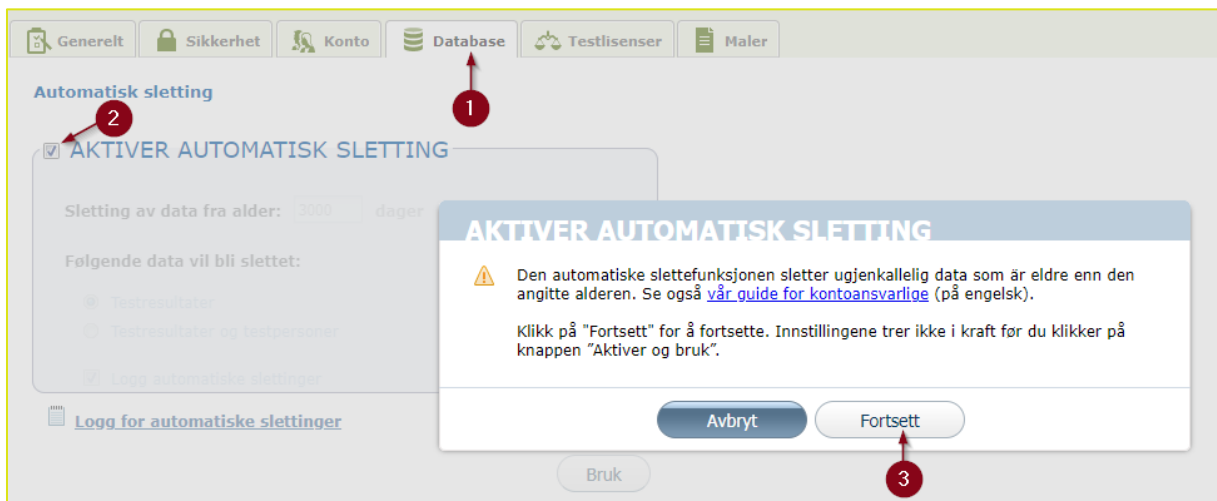 Generelt Sikkerhet Konto Database Testlisenser Maler
Automatisk sletting
1
2
AKTIVER AUTOMATISK SLETTING
Sletting av data fra alder: 3000 dager
Følgende data vil bli slettet:
Testresultater
Testresultater og testpersoner
Logg automatiske slettinger
Logg for automatiske slettinger
Bruk
AKTIVER AUTOMATISK SLETTING
Den automatiske slettefunksjonen sletter ugjenkallelig data som är eldre enn den
angitte alderen. Se også vår guide for kontoansvarlige (på engelsk).
Klikk på "Fortsett" for å fortsette. Innstillingene trer ikke i kraft før du klikker på
knappen ”Aktiver og bruk”.
Avbryt Fortsett
3